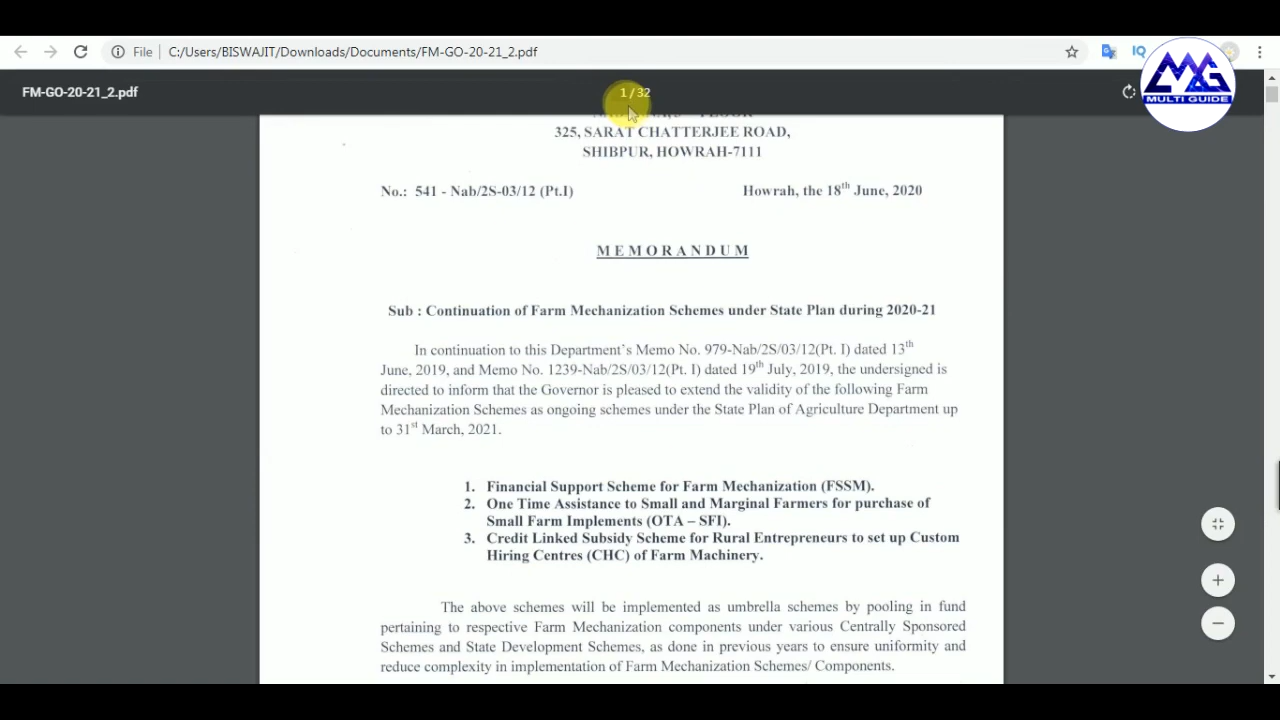 File C:/Users/BISWAJIT/Downloads/Documents/FM-GO-20-21_2.pdf
IQ
FM-GO-20-21_2.pdf
1 / 32
MULTI GUIDE
325, SARAT CHATTERJEE ROAD,
SHIBPUR, HOWRAH-7111
No.: 541 - Nab/2S-03/12 (Pt.I)
Howrah, the 18th June, 2020
MEMORANDUM
Sub : Continuation of Farm Mechanization Schemes under State Plan during 2020-21
In continuation to this Department's Memo No. 979-Nab/2S/03/12(Pt. I) dated 13th
June, 2019, and Memo No. 1239-Nab/2S/03/12(Pt. I) dated 19th July, 2019, the undersigned is
directed to inform that the Governor is pleased to extend the validity of the following Farm
Mechanization Schemes as ongoing schemes under the State Plan of Agriculture Department up
to 31st March, 2021.
1. Financial Support Scheme for Farm Mechanization (FSSM).
2. One Time Assistance to Small and Marginal Farmers for purchase of
Small Farm Implements (OTA – SFI).
3. Credit Linked Subsidy Scheme for Rural Entrepreneurs to set up Custom
Hiring Centres (CHC) of Farm Machinery.
The above schemes will be implemented as umbrella schemes by pooling in fund
pertaining to respective Farm Mechanization components under various Centrally Sponsored
Schemes and State Development Schemes, as done in previous years to ensure uniformity and
reduce complexity in implementation of Farm Mechanization Schemes/ Components.